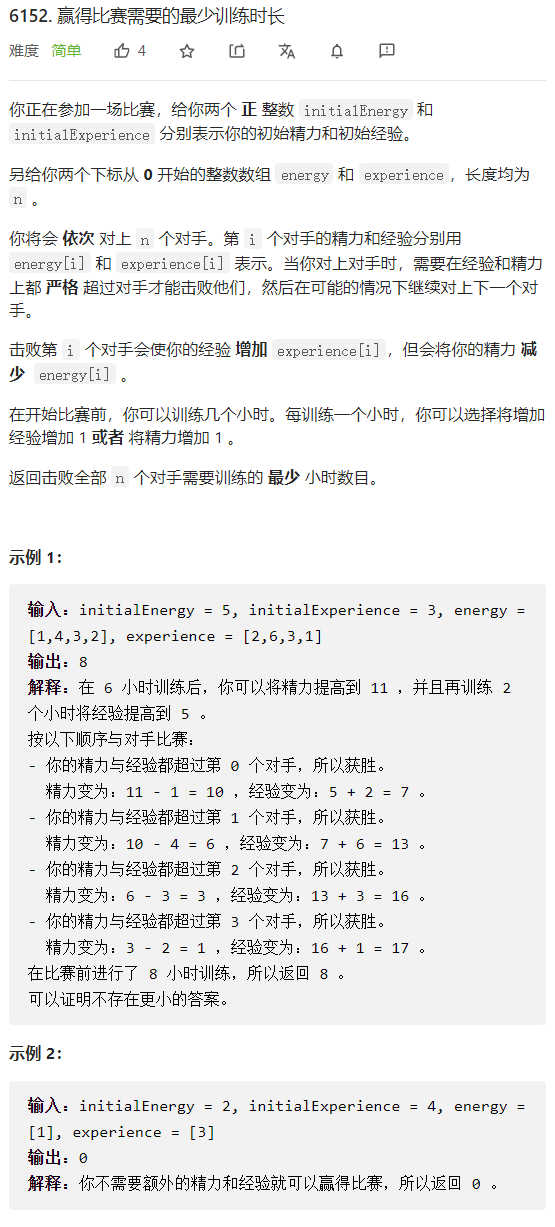 6152. 赢得比赛需要的最少训练时长
难度 简单 4
你正在参加一场比赛，给你两个 正 整数 initialEnergy 和
initialExperience 分别表示你的初始精力和初始经验。
另给你两个下标从 0 开始的整数数组 energy 和 experience，长度均为
n 。
你将会 依次 对上 n 个对手。第 i 个对手的精力和经验分别用
energy[i] 和 experience[i] 表示。当你对上对手时，需要在经验和精力
上都 严格 超过对手才能击败他们，然后在可能的情况下继续对上下一个对
手。
击败第 i 个对手会使你的经验 增加 experience[i]，但会将你的精力 减
少 energy[i] 。
在开始比赛前，你可以训练几个小时。每训练一个小时，你可以选择将增加
经验增加 1 或者 将精力增加 1 。
返回击败全部 n 个对手需要训练的 最少 小时数目。
示例 1：
输入：initialEnergy = 5, initialExperience = 3, energy =
[1,4,3,2], experience = [2,6,3,1]
输出：8
解释：在 6 小时训练后，你可以将精力提高到 11 ，并且再训练 2
个小时将经验提高到 5 。
按以下顺序与对手比赛：
- 你的精力与经验都超过第 0 个对手，所以获胜。
精力变为：11 - 1 = 10 ，经验变为：5 + 2 = 7 。
- 你的精力与经验都超过第 1 个对手，所以获胜。
精力变为：10 - 4 = 6 ，经验变为：7 + 6 = 13 。
- 你的精力与经验都超过第 2 个对手，所以获胜。
精力变为：6 - 3 = 3 ，经验变为：13 + 3 = 16 。
- 你的精力与经验都超过第 3 个对手，所以获胜。
精力变为：3 - 2 = 1 ，经验变为：16 + 1 = 17 。
在比赛前进行了 8 小时训练，所以返回 8 。
可以证明不存在更小的答案。
示例 2：
输入：initialEnergy = 2, initialExperience = 4, energy =
[1], experience = [3]
输出：0
解释：你不需要额外的精力和经验就可以赢得比赛，所以返回 0 。